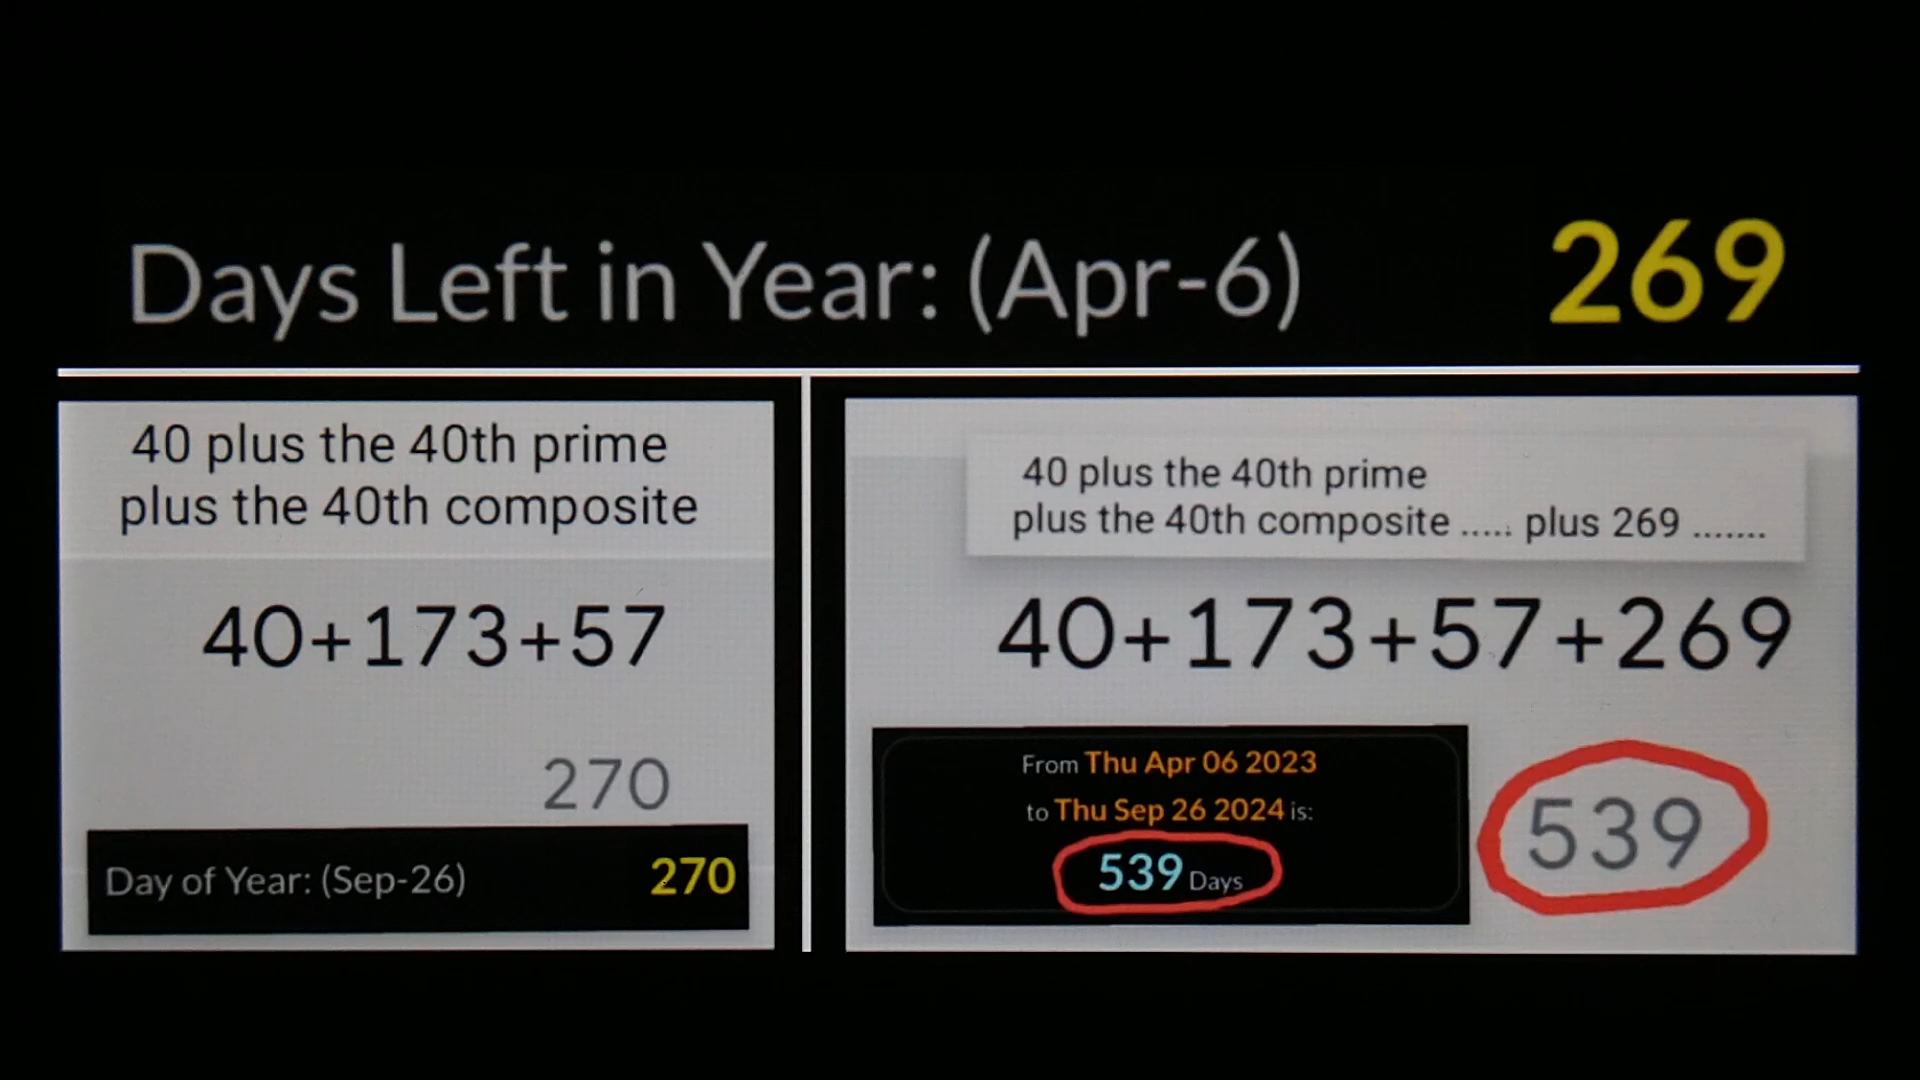 Days Left in Year: (Apr-6) 269
40 plus the 40th prime
plus the 40th composite
40+173+57
270
Day of Year: (Sep-26) 270
40 plus the 40th prime
plus the 40th composite ..... plus 269 .......
40+173+57+269
From Thu Apr 06 2023
to Thu Sep 26 2024 is:
539 Days
539